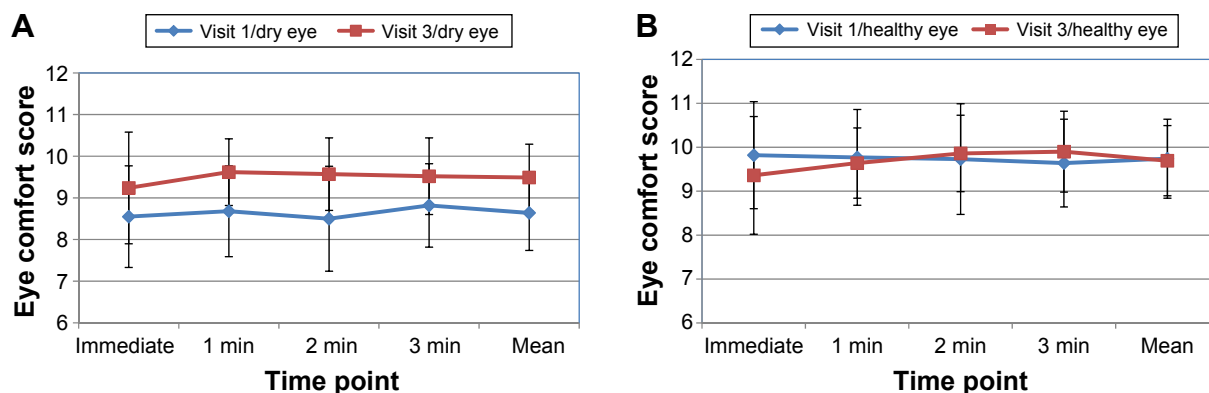 A
Visit 1/dry eye
Visit 3/dry eye
Eye comfort score
12
11
10
9
8
7
6
Immediate
1 min
2 min
3 min
Mean
Time point
B
Visit 1/healthy eye
Visit 3/healthy eye
Eye comfort score
12
11
10
9
8
7
6
Immediate
1 min
2 min
3 min
Mean
Time point